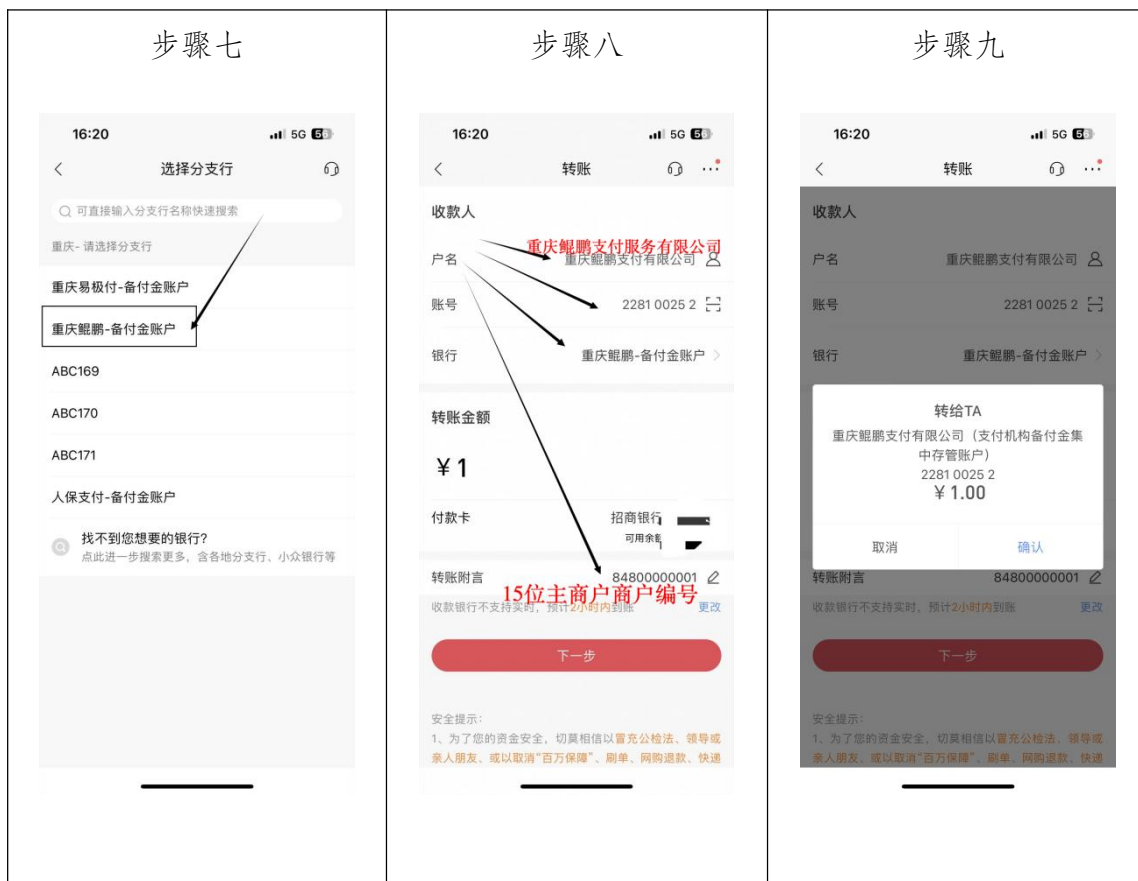 步骤七
16:20
5G
选择分支行
可直接输入分支行名称快速搜索
重庆- 请选择分支行
重庆易极付-备付金账户
重庆鲲鹏-备付金账户
ABC169
ABC170
ABC171
人保支付-备付金账户
找不到您想要的银行?
点此进一步搜索更多，含各地分支行、小众银行等
步骤八
16:20
5G
转账
收款人
重庆鲲鹏支付服务有限公司
户名 重庆鲲鹏支付有限公司
账号 2281 0025 2
银行 重庆鲲鹏-备付金账户
转账金额
¥ 1
付款卡 招商银行
可用余额
转账附言 84800000001
15位主商户商户编号
收款银行不支持实时，预计2小时内到账 更改
下一步
安全提示：
1、为了您的资金安全，切莫相信以冒充公检法、领导或
亲人朋友、或以取消“百万保障”、刷单、网购退款、快递
步骤九
16:20
5G
转账
收款人
户名 重庆鲲鹏支付有限公司
账号 2281 0025 2
银行 重庆鲲鹏-备付金账户
转给TA
重庆鲲鹏支付有限公司（支付机构备付金集
中存管账户）
2281 0025 2
¥ 1.00
取消 确认
转账附言 84800000001
收款银行不支持实时，预计2小时内到账 更改
下一步
安全提示：
1、为了您的资金安全，切莫相信以冒充公检法、领导或
亲人朋友、或以取消“百万保障”、刷单、网购退款、快递